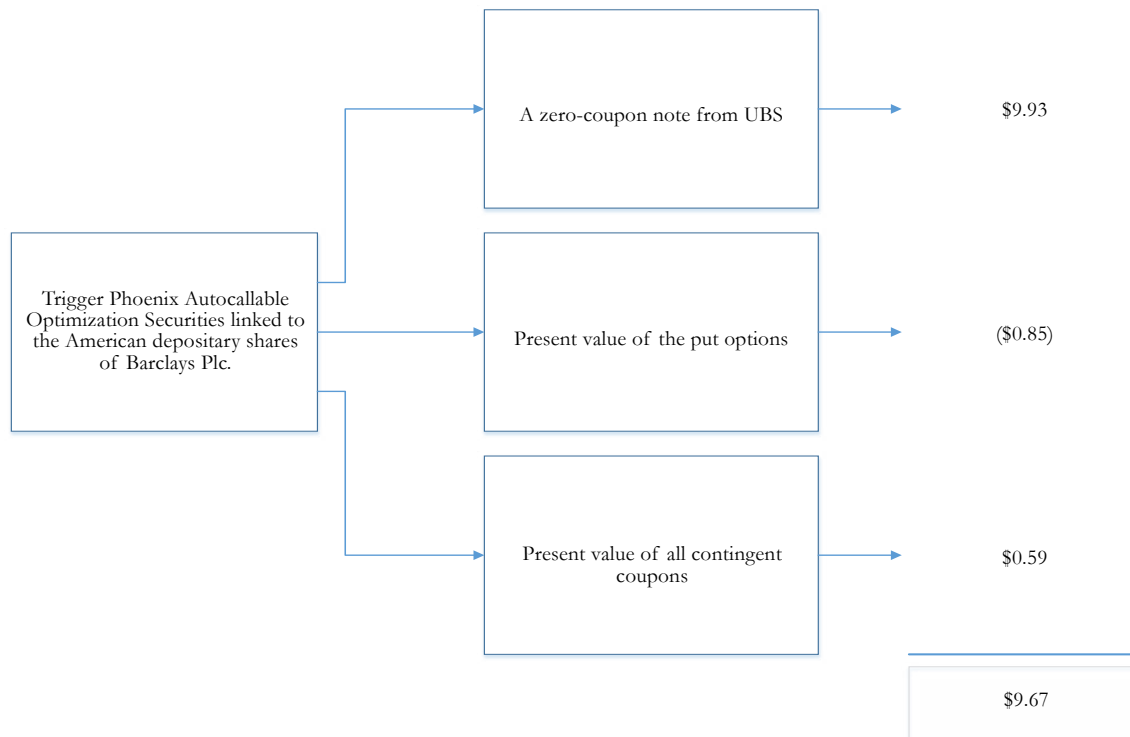 A zero-coupon note from UBS
$9.93
Trigger Phoenix Autocallable
Optimization Securities linked to
the American depositary shares
of Barclays Plc.
Present value of the put options
($0.85)
Present value of all contingent
coupons
$0.59
$9.67